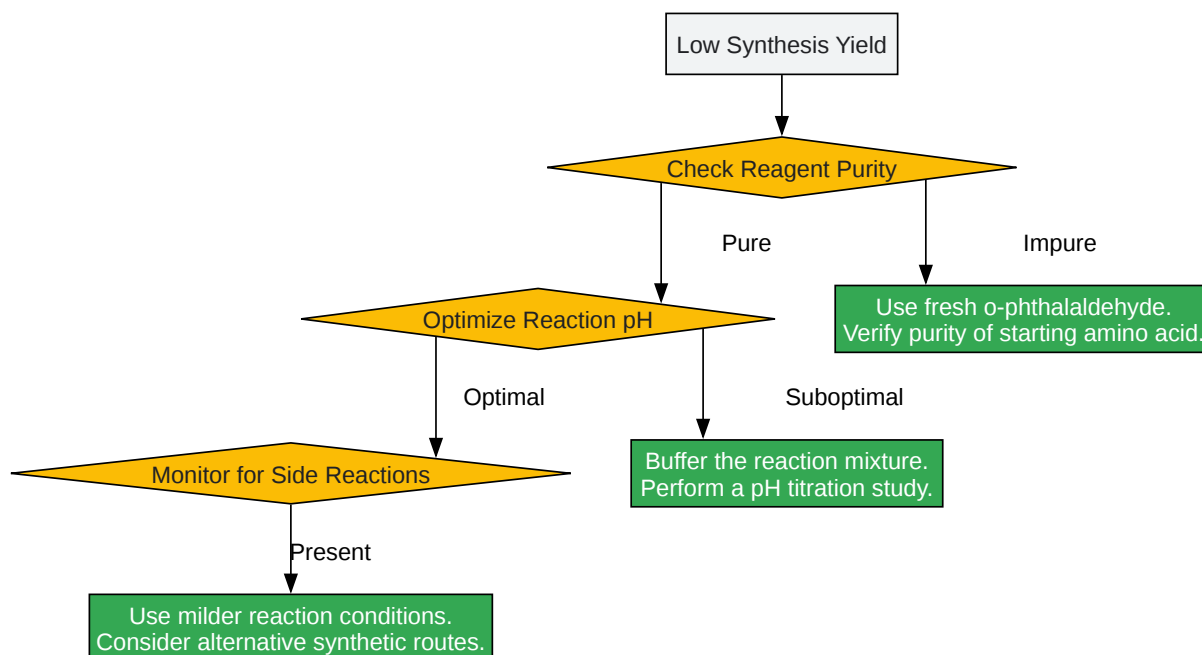 Low Synthesis Yield
Check Reagent Purity
Pure
Impure
Use fresh o-phthalaldehyde.
Verify purity of starting amino acid.
Optimize Reaction pH
Optimal
Suboptimal
Monitor for Side Reactions
Buffer the reaction mixture.
Perform a pH titration study.
Present
Use milder reaction conditions.
Consider alternative synthetic routes.